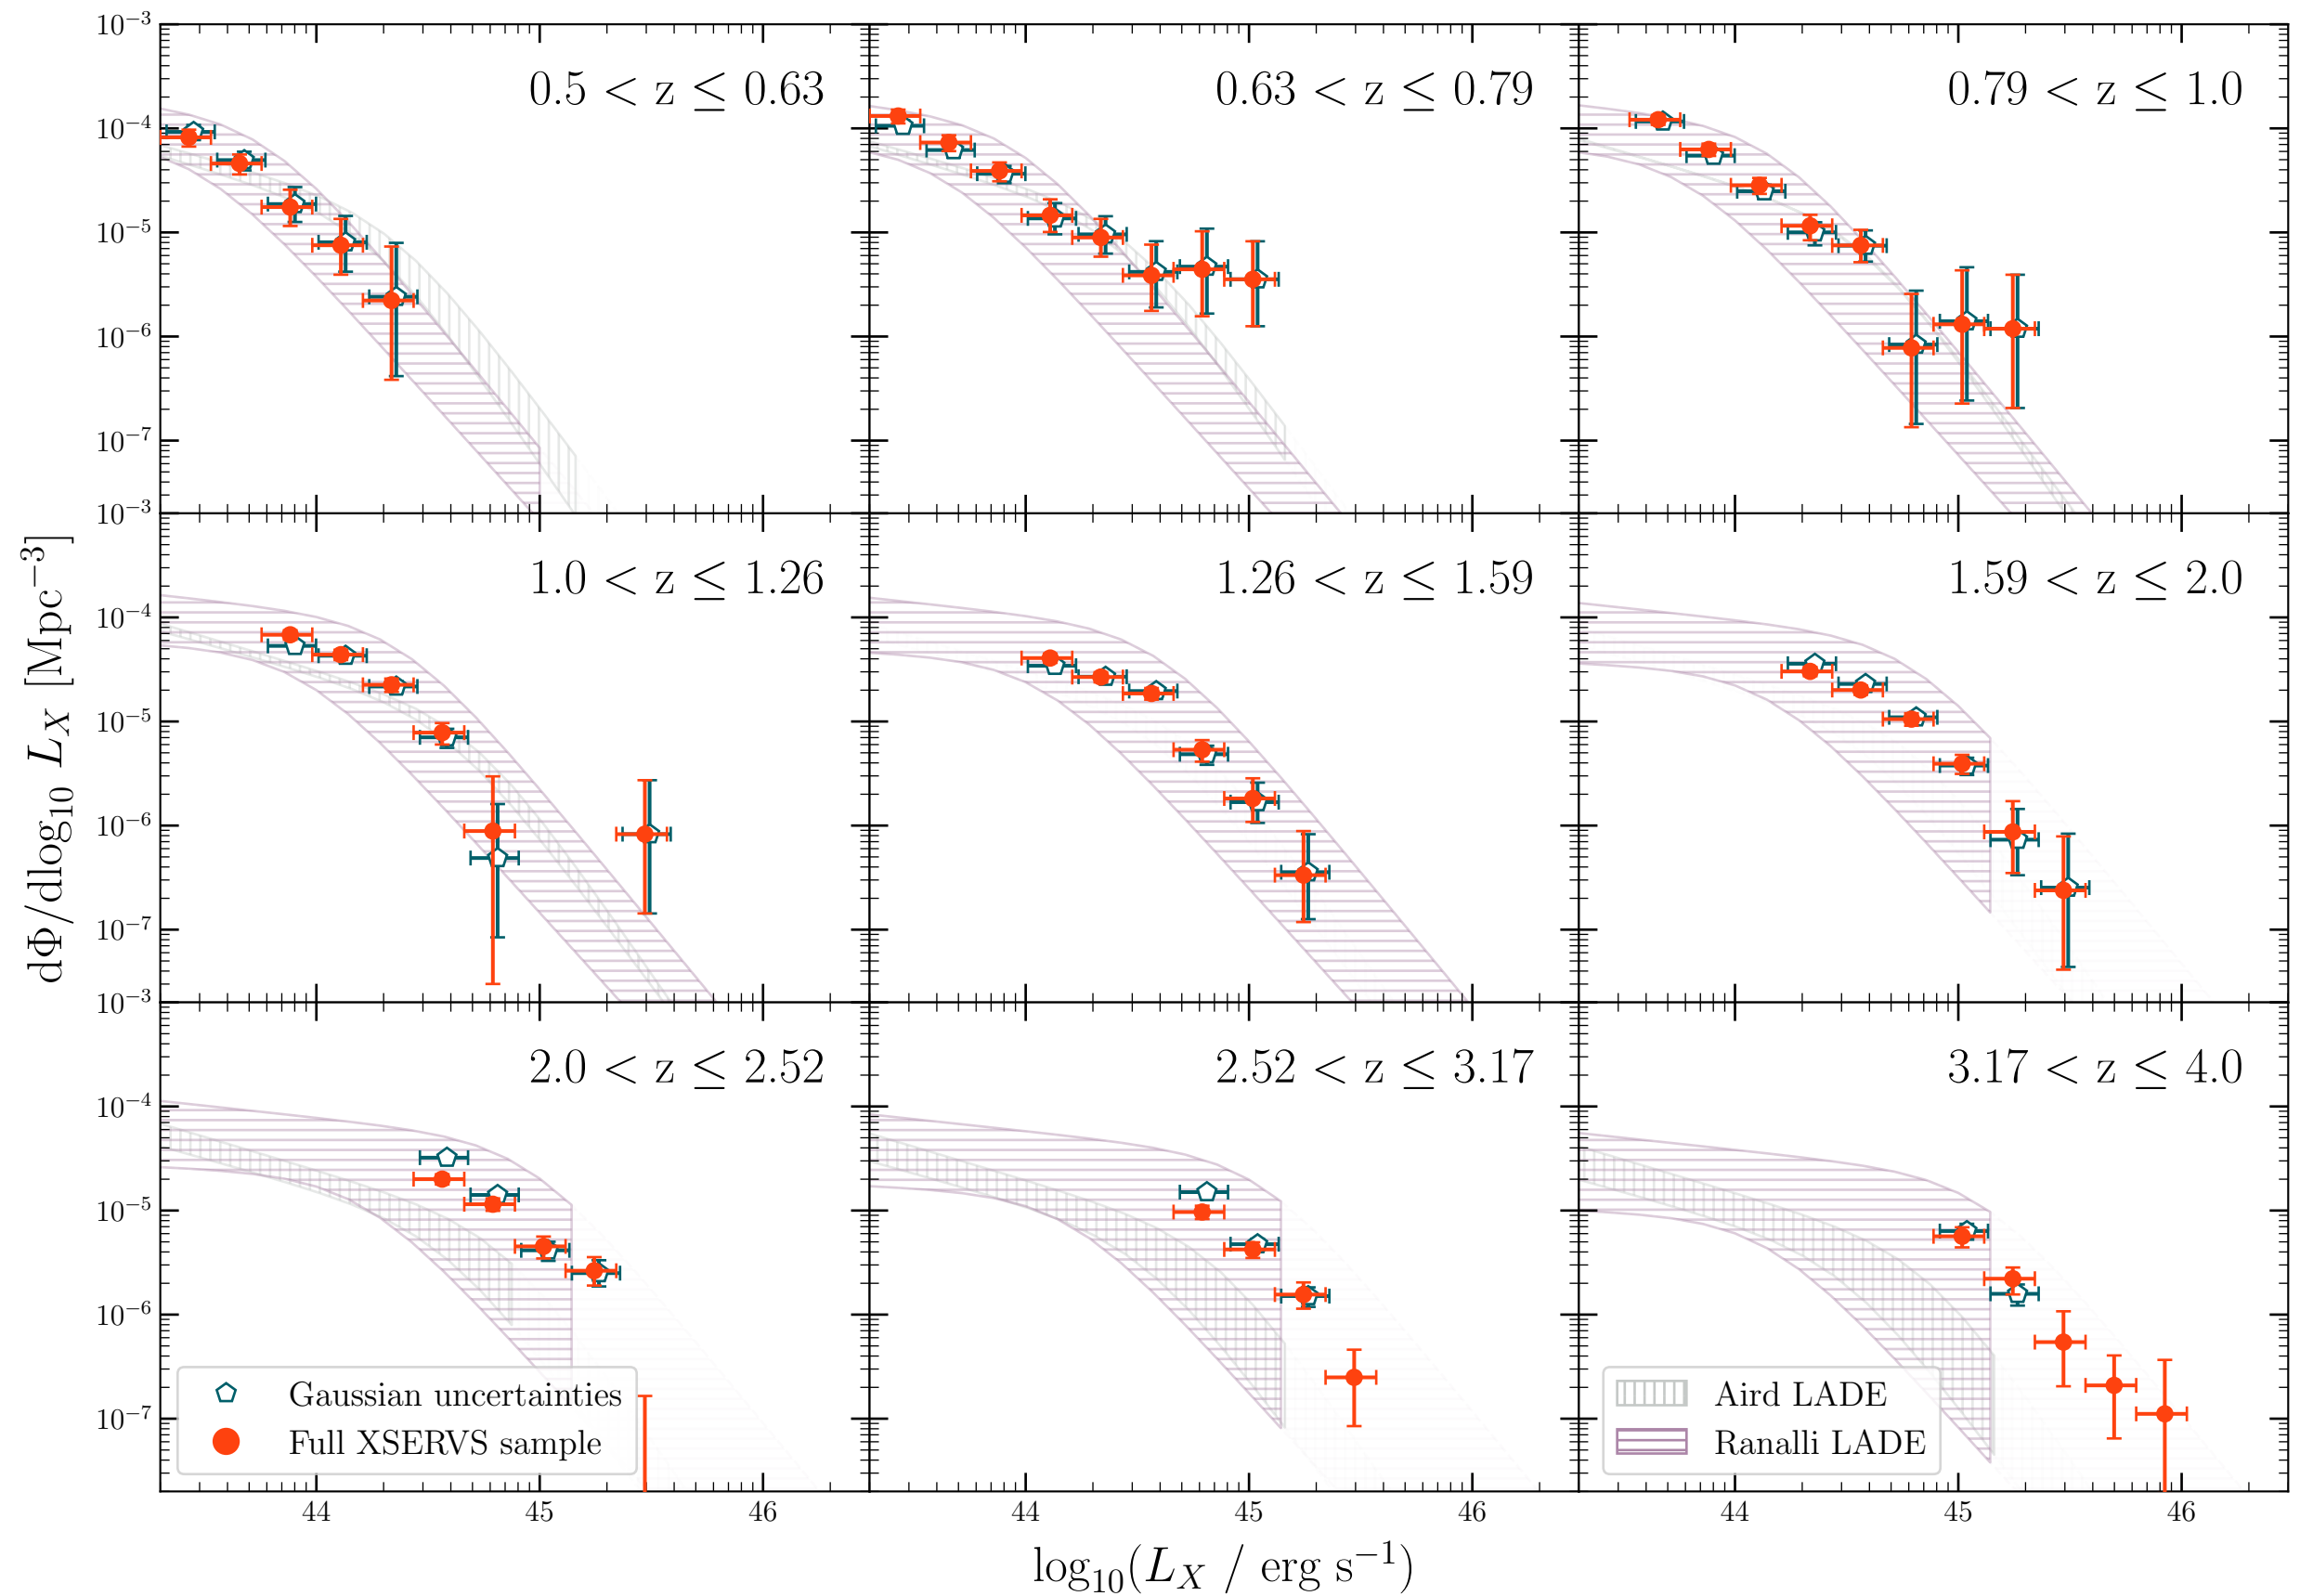 10⁻³
0.5 < z ≤ 0.63
0.63 < z ≤ 0.79
0.79 < z ≤ 1.0
10⁻⁴
10⁻⁵
10⁻⁶
10⁻⁷
10⁻³
1.0 < z ≤ 1.26
1.26 < z ≤ 1.59
1.59 < z ≤ 2.0
10⁻⁴
10⁻⁵
10⁻⁶
10⁻⁷
dΦ/dlog₁₀ L_X [Mpc⁻³]
10⁻³
2.0 < z ≤ 2.52
2.52 < z ≤ 3.17
3.17 < z ≤ 4.0
10⁻⁴
10⁻⁵
10⁻⁶
10⁻⁷
Gaussian uncertainties
Full XSERVS sample
Aird LADE
Ranalli LADE
44 45 46 44 45 46 44 45 46
log₁₀(L_X / erg s⁻¹)